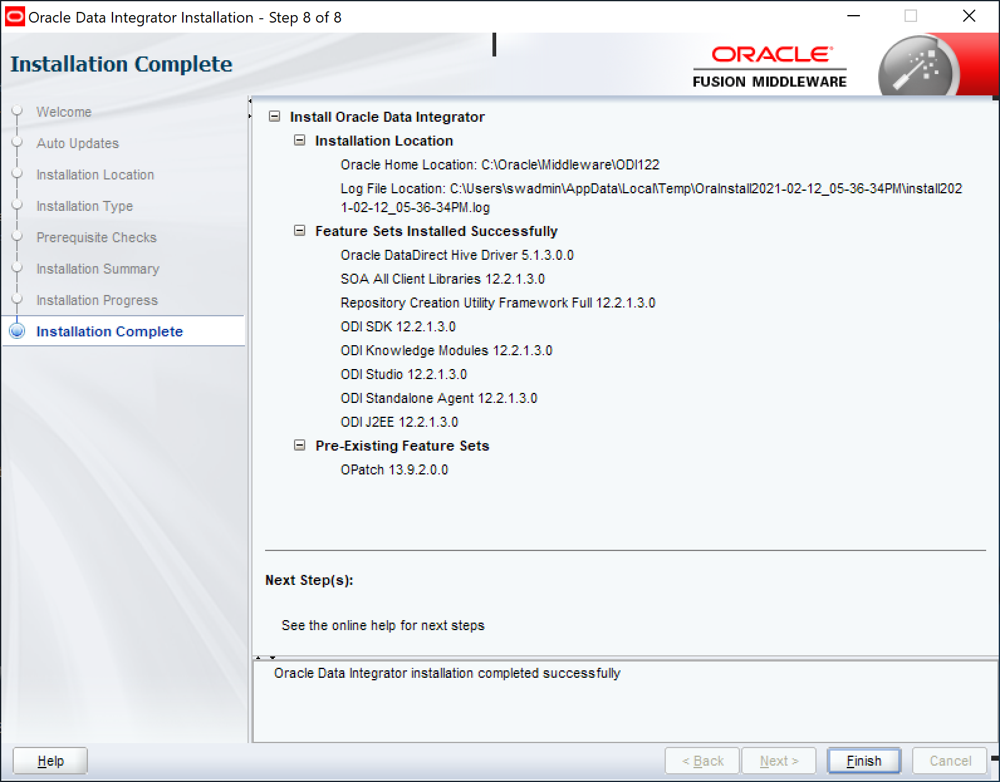 Oracle Data Integrator Installation - Step 8 of 8
Installation Complete
ORACLE
FUSION MIDDLEWARE
Welcome
Auto Updates
Installation Location
Installation Type
Prerequisite Checks
Installation Summary
Installation Progress
Installation Complete
Install Oracle Data Integrator
Installation Location
Oracle Home Location: C:\Oracle\Middleware\ODI122
Log File Location: C:\Users\swadmin\AppData\Local\Temp\OraInstall2021-02-12_05-36-34PM\install202
1-02-12_05-36-34PM.log
Feature Sets Installed Successfully
Oracle DataDirect Hive Driver 5.1.3.0.0
SOA All Client Libraries 12.2.1.3.0
Repository Creation Utility Framework Full 12.2.1.3.0
ODI SDK 12.2.1.3.0
ODI Knowledge Modules 12.2.1.3.0
ODI Studio 12.2.1.3.0
ODI Standalone Agent 12.2.1.3.0
ODI J2EE 12.2.1.3.0
Pre-Existing Feature Sets
OPatch 13.9.2.0.0
Next Step(s):
See the online help for next steps
Oracle Data Integrator installation completed successfully
Help
< Back
Next >
Finish
Cancel